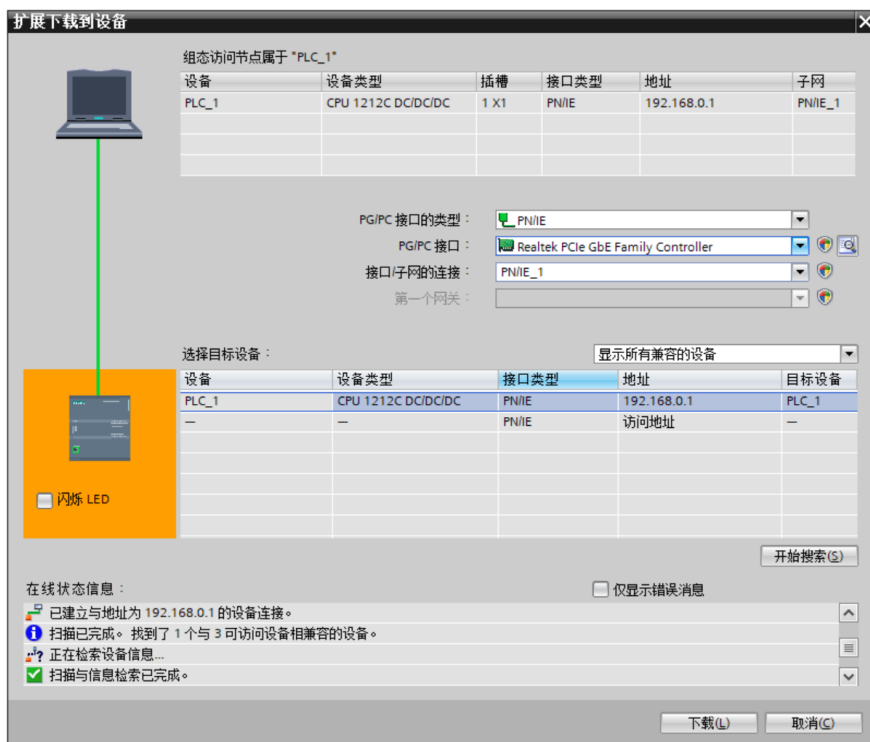 扩展下载到设备
组态访问节点属于 "PLC_1"
设备 设备类型 插槽 接口类型 地址 子网
PLC_1 CPU 1212C DC/DC/DC 1 X1 PN/IE 192.168.0.1 PN/IE_1
PG/PC 接口的类型： PN/IE
PG/PC 接口： Realtek PCIe GbE Family Controller
接口/子网的连接： PN/IE_1
第一个网关：
选择目标设备： 显示所有兼容的设备
设备 设备类型 接口类型 地址 目标设备
PLC_1 CPU 1212C DC/DC/DC PN/IE 192.168.0.1 PLC_1
— — PN/IE 访问地址 —
闪烁 LED
开始搜索(S)
在线状态信息： 仅显示错误消息
已建立与地址为 192.168.0.1 的设备连接。
扫描已完成。找到了 1 个与 3 可访问设备相兼容的设备。
? 正在检索设备信息...
扫描与信息检索已完成。
下载(L) 取消(C)